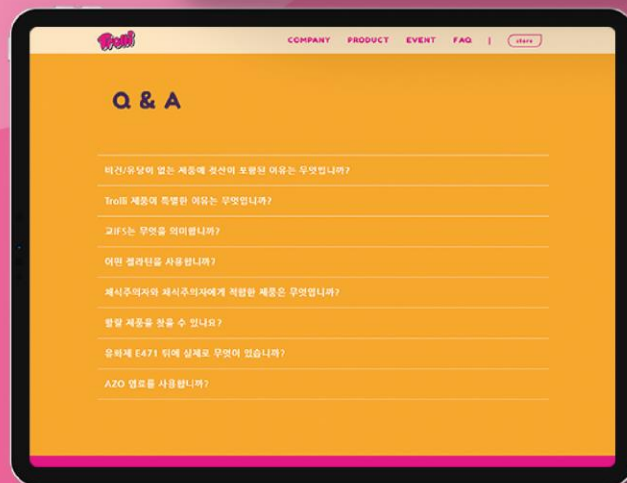 Trolli
COMPANY PRODUCT EVENT FAQ | store
Q & A
비건/유당이 없는 제품에 젖산이 포함된 이유는 무엇입니까?
Trolli 제품이 특별한 이유는 무엇입니까?
교IFS는 무엇을 의미합니까?
어떤 젤라틴을 사용합니까?
채식주의자와 채식주의자에게 적합한 제품은 무엇입니까?
할랄 제품을 찾을 수 있나요?
유화제 E471 뒤에 실제로 무엇이 있습니까?
AZO 염료를 사용합니까?